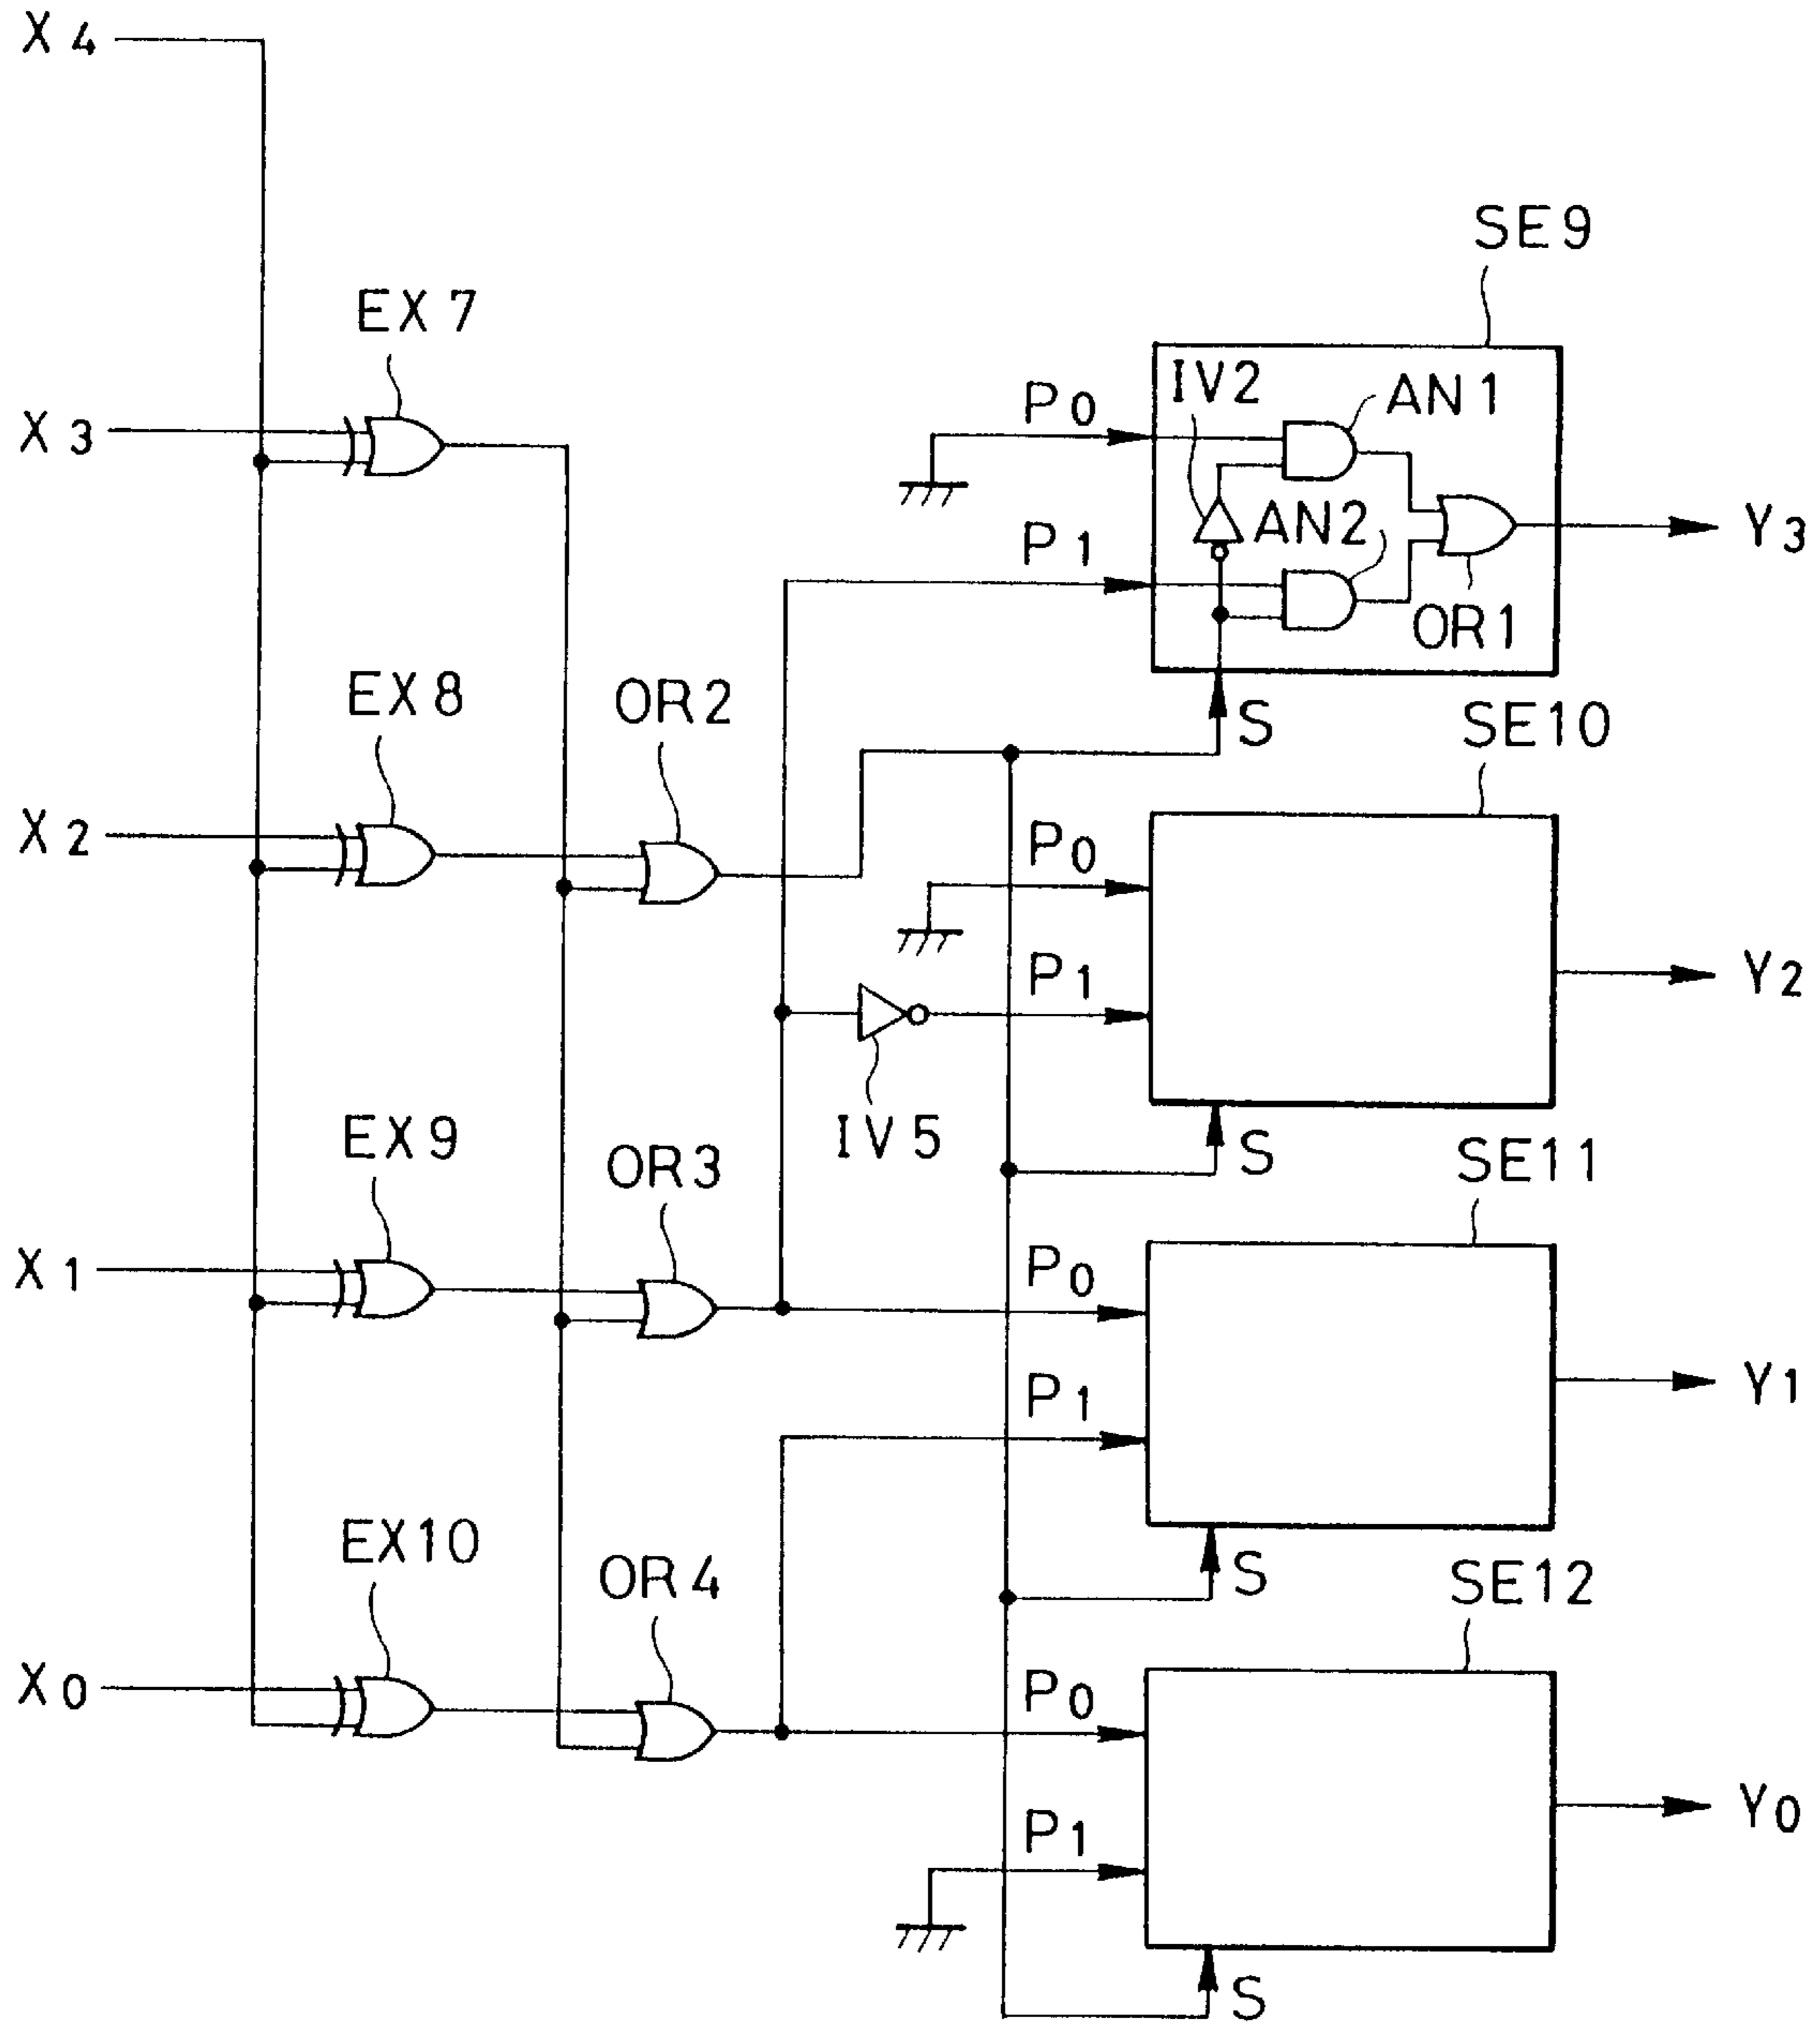 X4
SE9
EX7
X3
P0
IV2
AN1
AN2
P1
Y3
OR1
S
EX8
OR2
SE10
X2
P0
P1
Y2
IV5
S
EX9
OR3
SE11
X1
P0
P1
Y1
S
EX10
OR4
SE12
X0
P0
P1
Y0
S